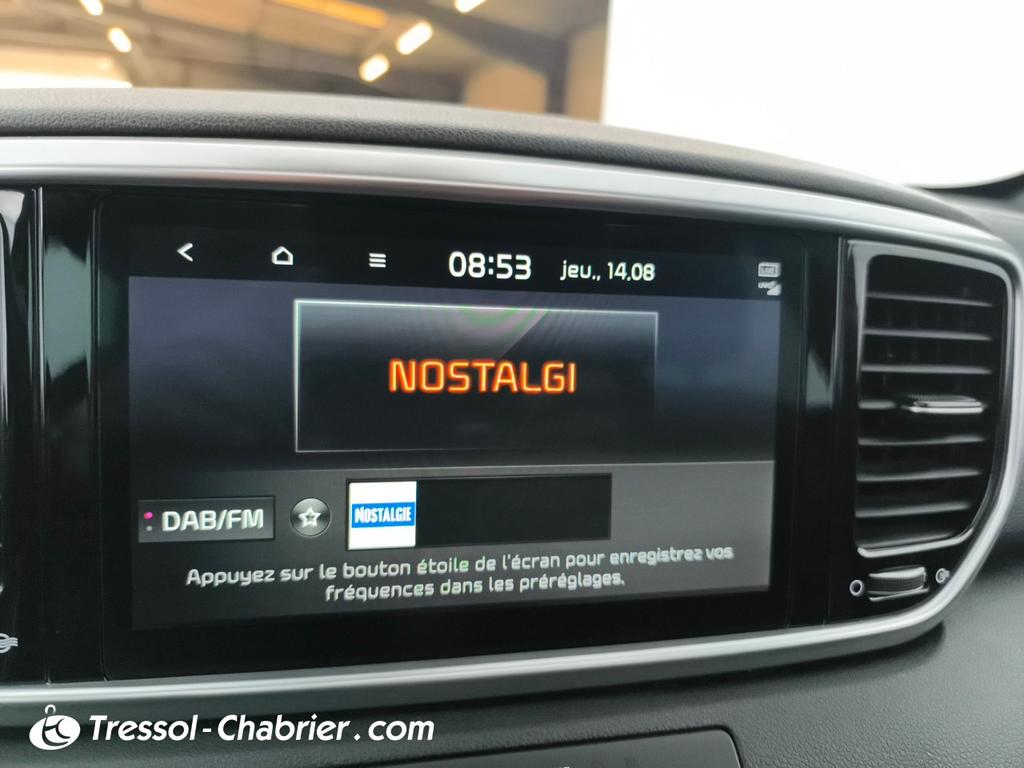 08:53 jeu., 14.08
NOSTALGI
DAB/FM
NOSTALGIE
Appuyez sur le bouton étoile de l'écran pour enregistrez vos
fréquences dans les préréglages.
Tressol-Chabrier.com